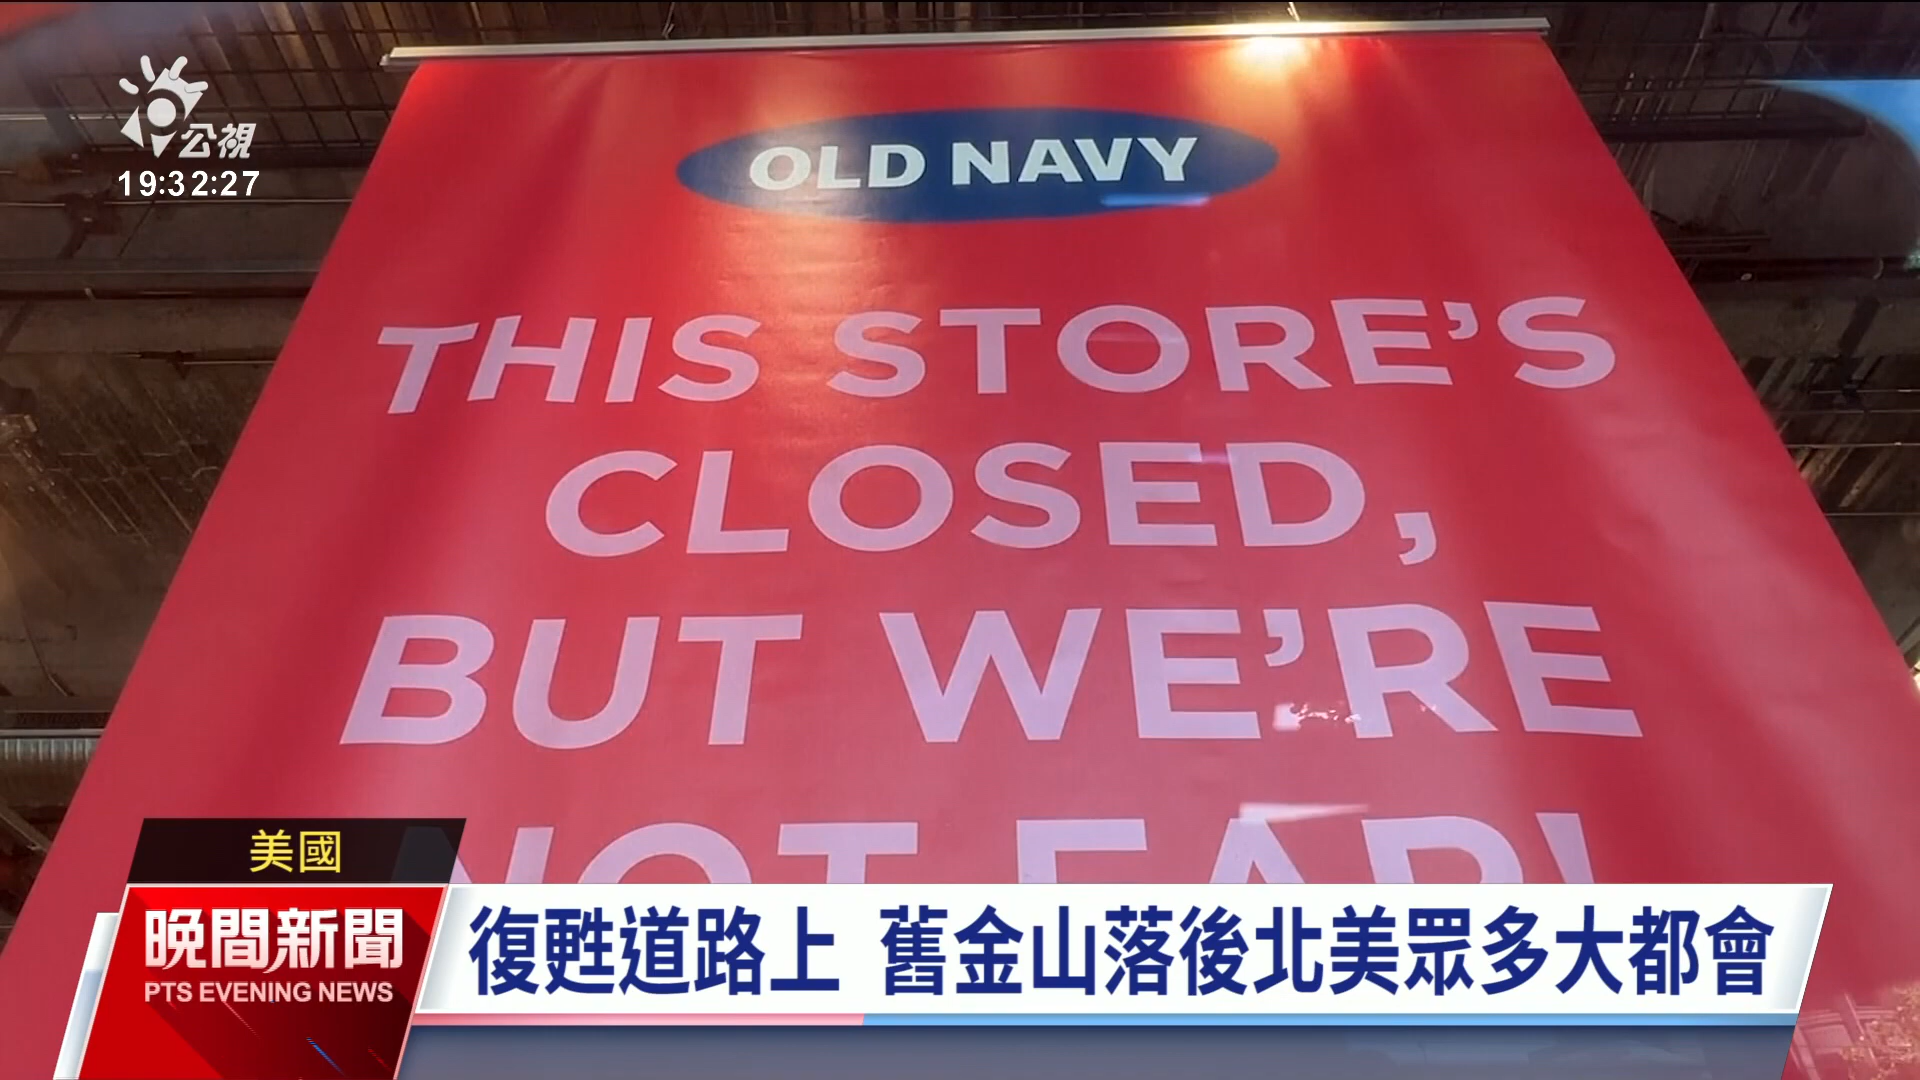 公視
19:32:27
OLD NAVY
THIS STORE'S
CLOSED,
BUT WE'RE
NOT FAR!
美國
晚間新聞
PTS EVENING NEWS
復甦道路上 舊金山落後北美眾多大都會